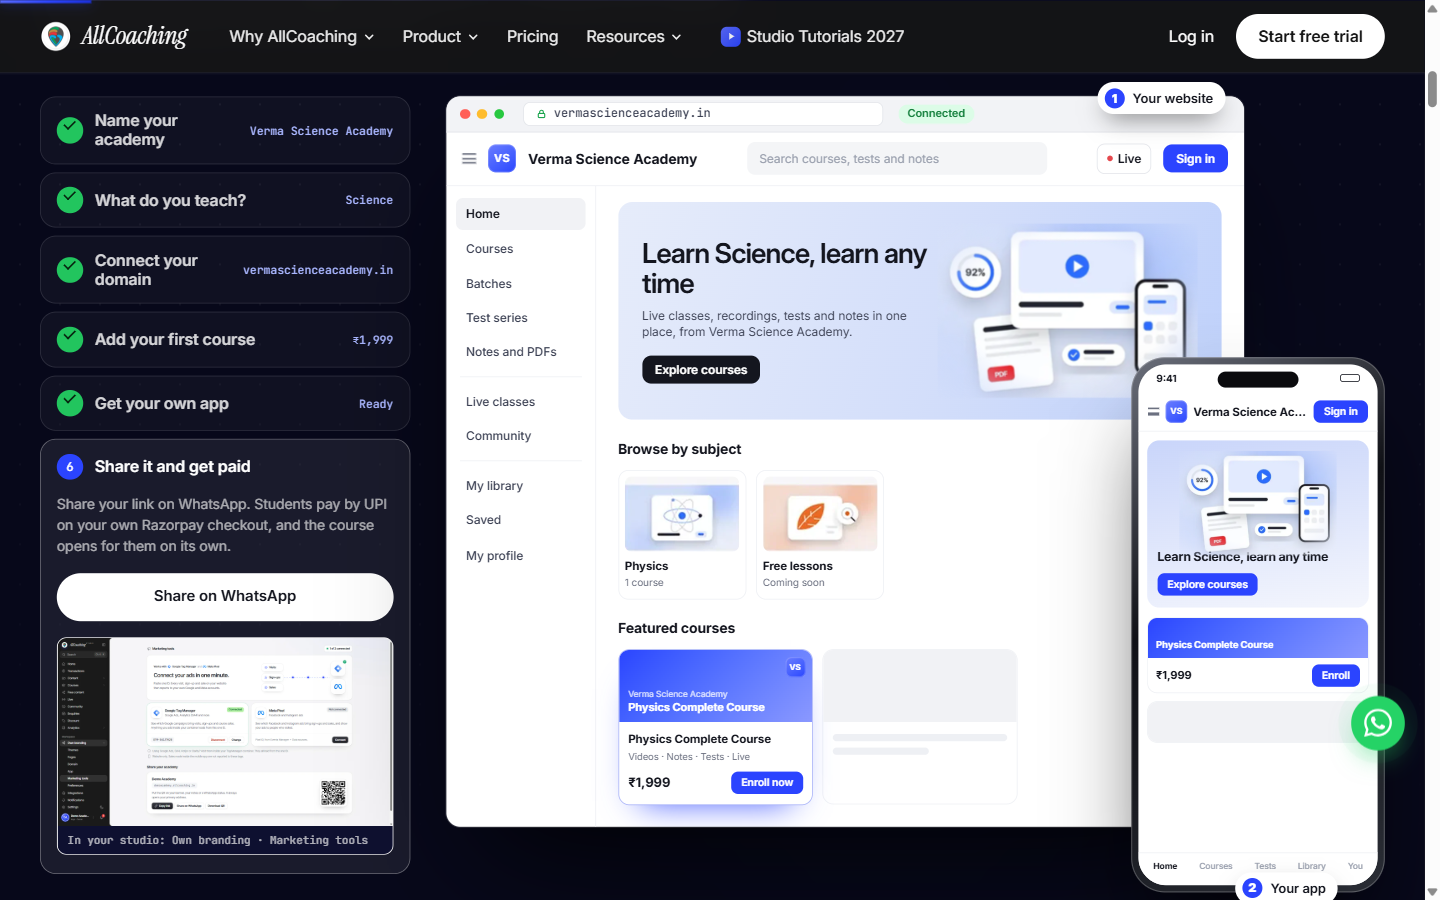 AllCoaching
Why AllCoaching
Product
Pricing
Resources
Studio Tutorials 2027
Log in
Start free trial
Name your
academy
Verma Science Academy
What do you teach?
Science
Connect your
domain
vermascienceacademy.in
Add your first course
₹1,999
Get your own app
Ready
6
Share it and get paid
Share your link on WhatsApp. Students pay by UPI
on your own Razorpay checkout, and the course
opens for them on its own.
Share on WhatsApp
Marketing tools
Connect your ads in one minute.
In your studio: Own branding · Marketing tools
vermascienceacademy.in
Connected
1 Your website
VS
Verma Science Academy
Search courses, tests and notes
Live
Sign in
Home
Courses
Batches
Test series
Notes and PDFs
Live classes
Community
My library
Saved
My profile
Learn Science, learn any
time
Live classes, recordings, tests and notes in one
place, from Verma Science Academy.
Explore courses
92%
PDF
Browse by subject
Physics
1 course
Free lessons
Coming soon
Featured courses
VS
Verma Science Academy
Physics Complete Course
Physics Complete Course
Videos · Notes · Tests · Live
₹1,999
Enroll now
9:41
VS
Verma Science Ac...
Sign in
92%
PDF
Learn Science, learn any time
Explore courses
Physics Complete Course
₹1,999
Enroll
Home
Courses
Tests
Library
You
2 Your app